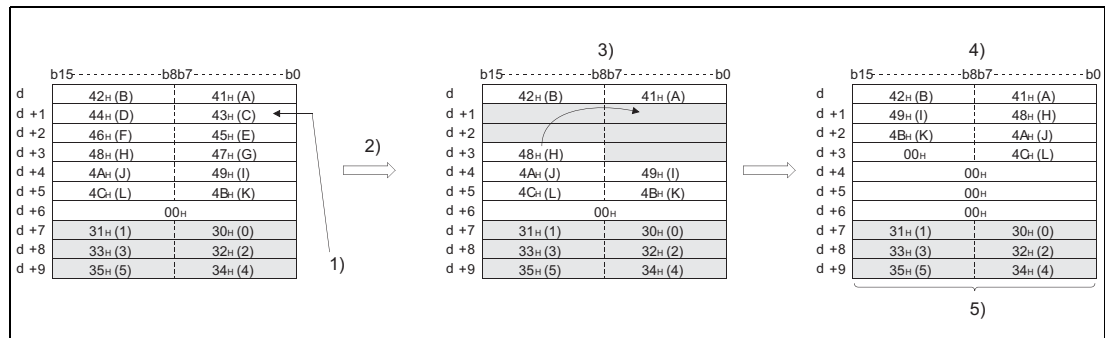 3) 4)
b15 b8b7 b0 b15 b8b7 b0 b15 b8b7 b0
d 42H (B) 41H (A) d 42H (B) 41H (A) d 42H (B) 41H (A)
d +1 44H (D) 43H (C) d +1 d +1 49H (I) 48H (H)
d +2 46H (F) 45H (E) d +2 d +2 4BH (K) 4AH (J)
d +3 48H (H) 47H (G) 2) d +3 48H (H) d +3 00H 4CH (L)
d +4 4AH (J) 49H (I) d +4 4AH (J) 49H (I) d +4 00H
d +5 4CH (L) 4BH (K) d +5 4CH (L) 4BH (K) d +5 00H
d +6 00H d +6 00H d +6 00H
d +7 31H (1) 30H (0) d +7 31H (1) 30H (0) d +7 31H (1) 30H (0)
d +8 33H (3) 32H (2) d +8 33H (3) 32H (2) d +8 33H (3) 32H (2)
d +9 35H (5) 34H (4) 1) d +9 35H (5) 34H (4) d +9 35H (5) 34H (4)
5)